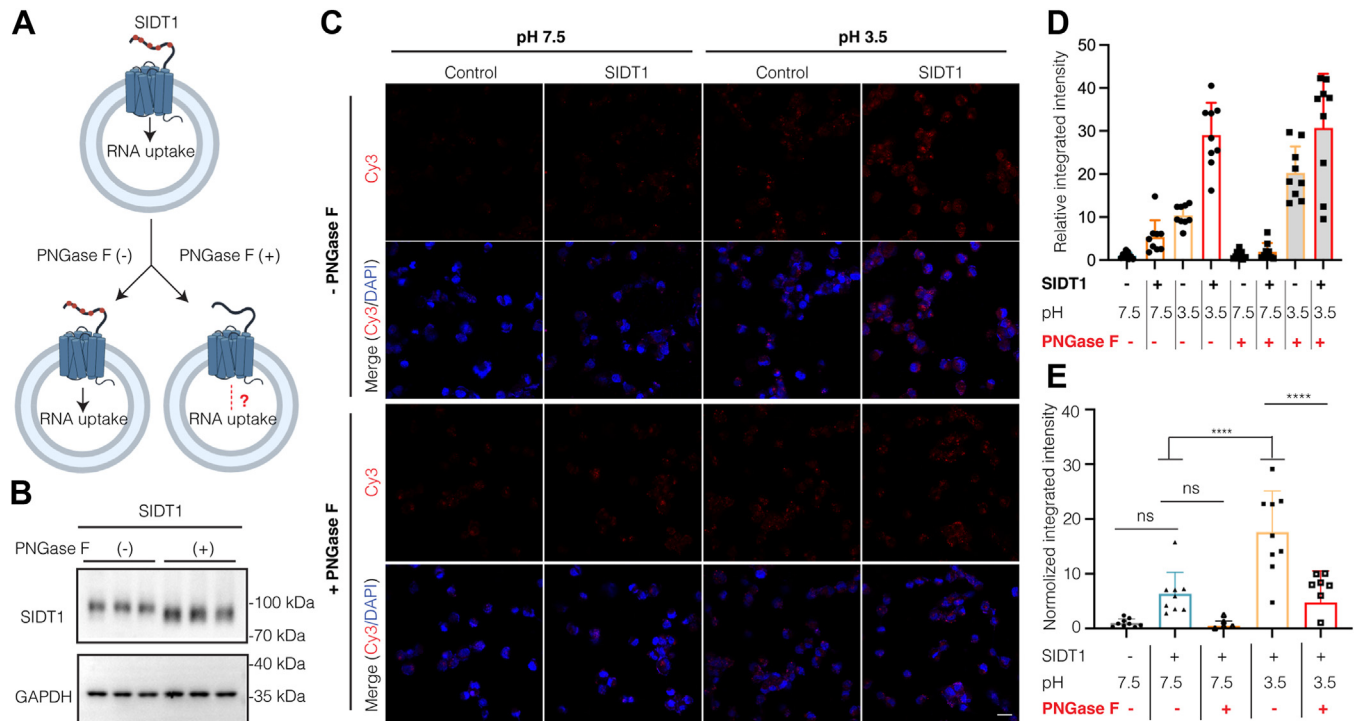 A
SIDT1
RNA uptake
PNGase F (-)
PNGase F (+)
RNA uptake
?
RNA uptake
B
SIDT1
PNGase F (-) (+)
SIDT1
-100 kDa
-70 kDa
GAPDH
-40 kDa
-35 kDa
C
pH 7.5 pH 3.5
Control SIDT1 Control SIDT1
- PNGase F
Cy3
Merge (Cy3/DAPI)
+ PNGase F
Cy3
Merge (Cy3/DAPI)
D
Relative integrated intensity
50
40
30
20
10
0
SIDT1 - + - + - + - +
pH 7.5 7.5 3.5 3.5 7.5 7.5 3.5 3.5
PNGase F - - - - + + + +
E
Normolized integrated intensity
40
30
20
10
0
ns
ns
****
****
SIDT1 - + + + +
pH 7.5 7.5 7.5 3.5 3.5
PNGase F - - + - +